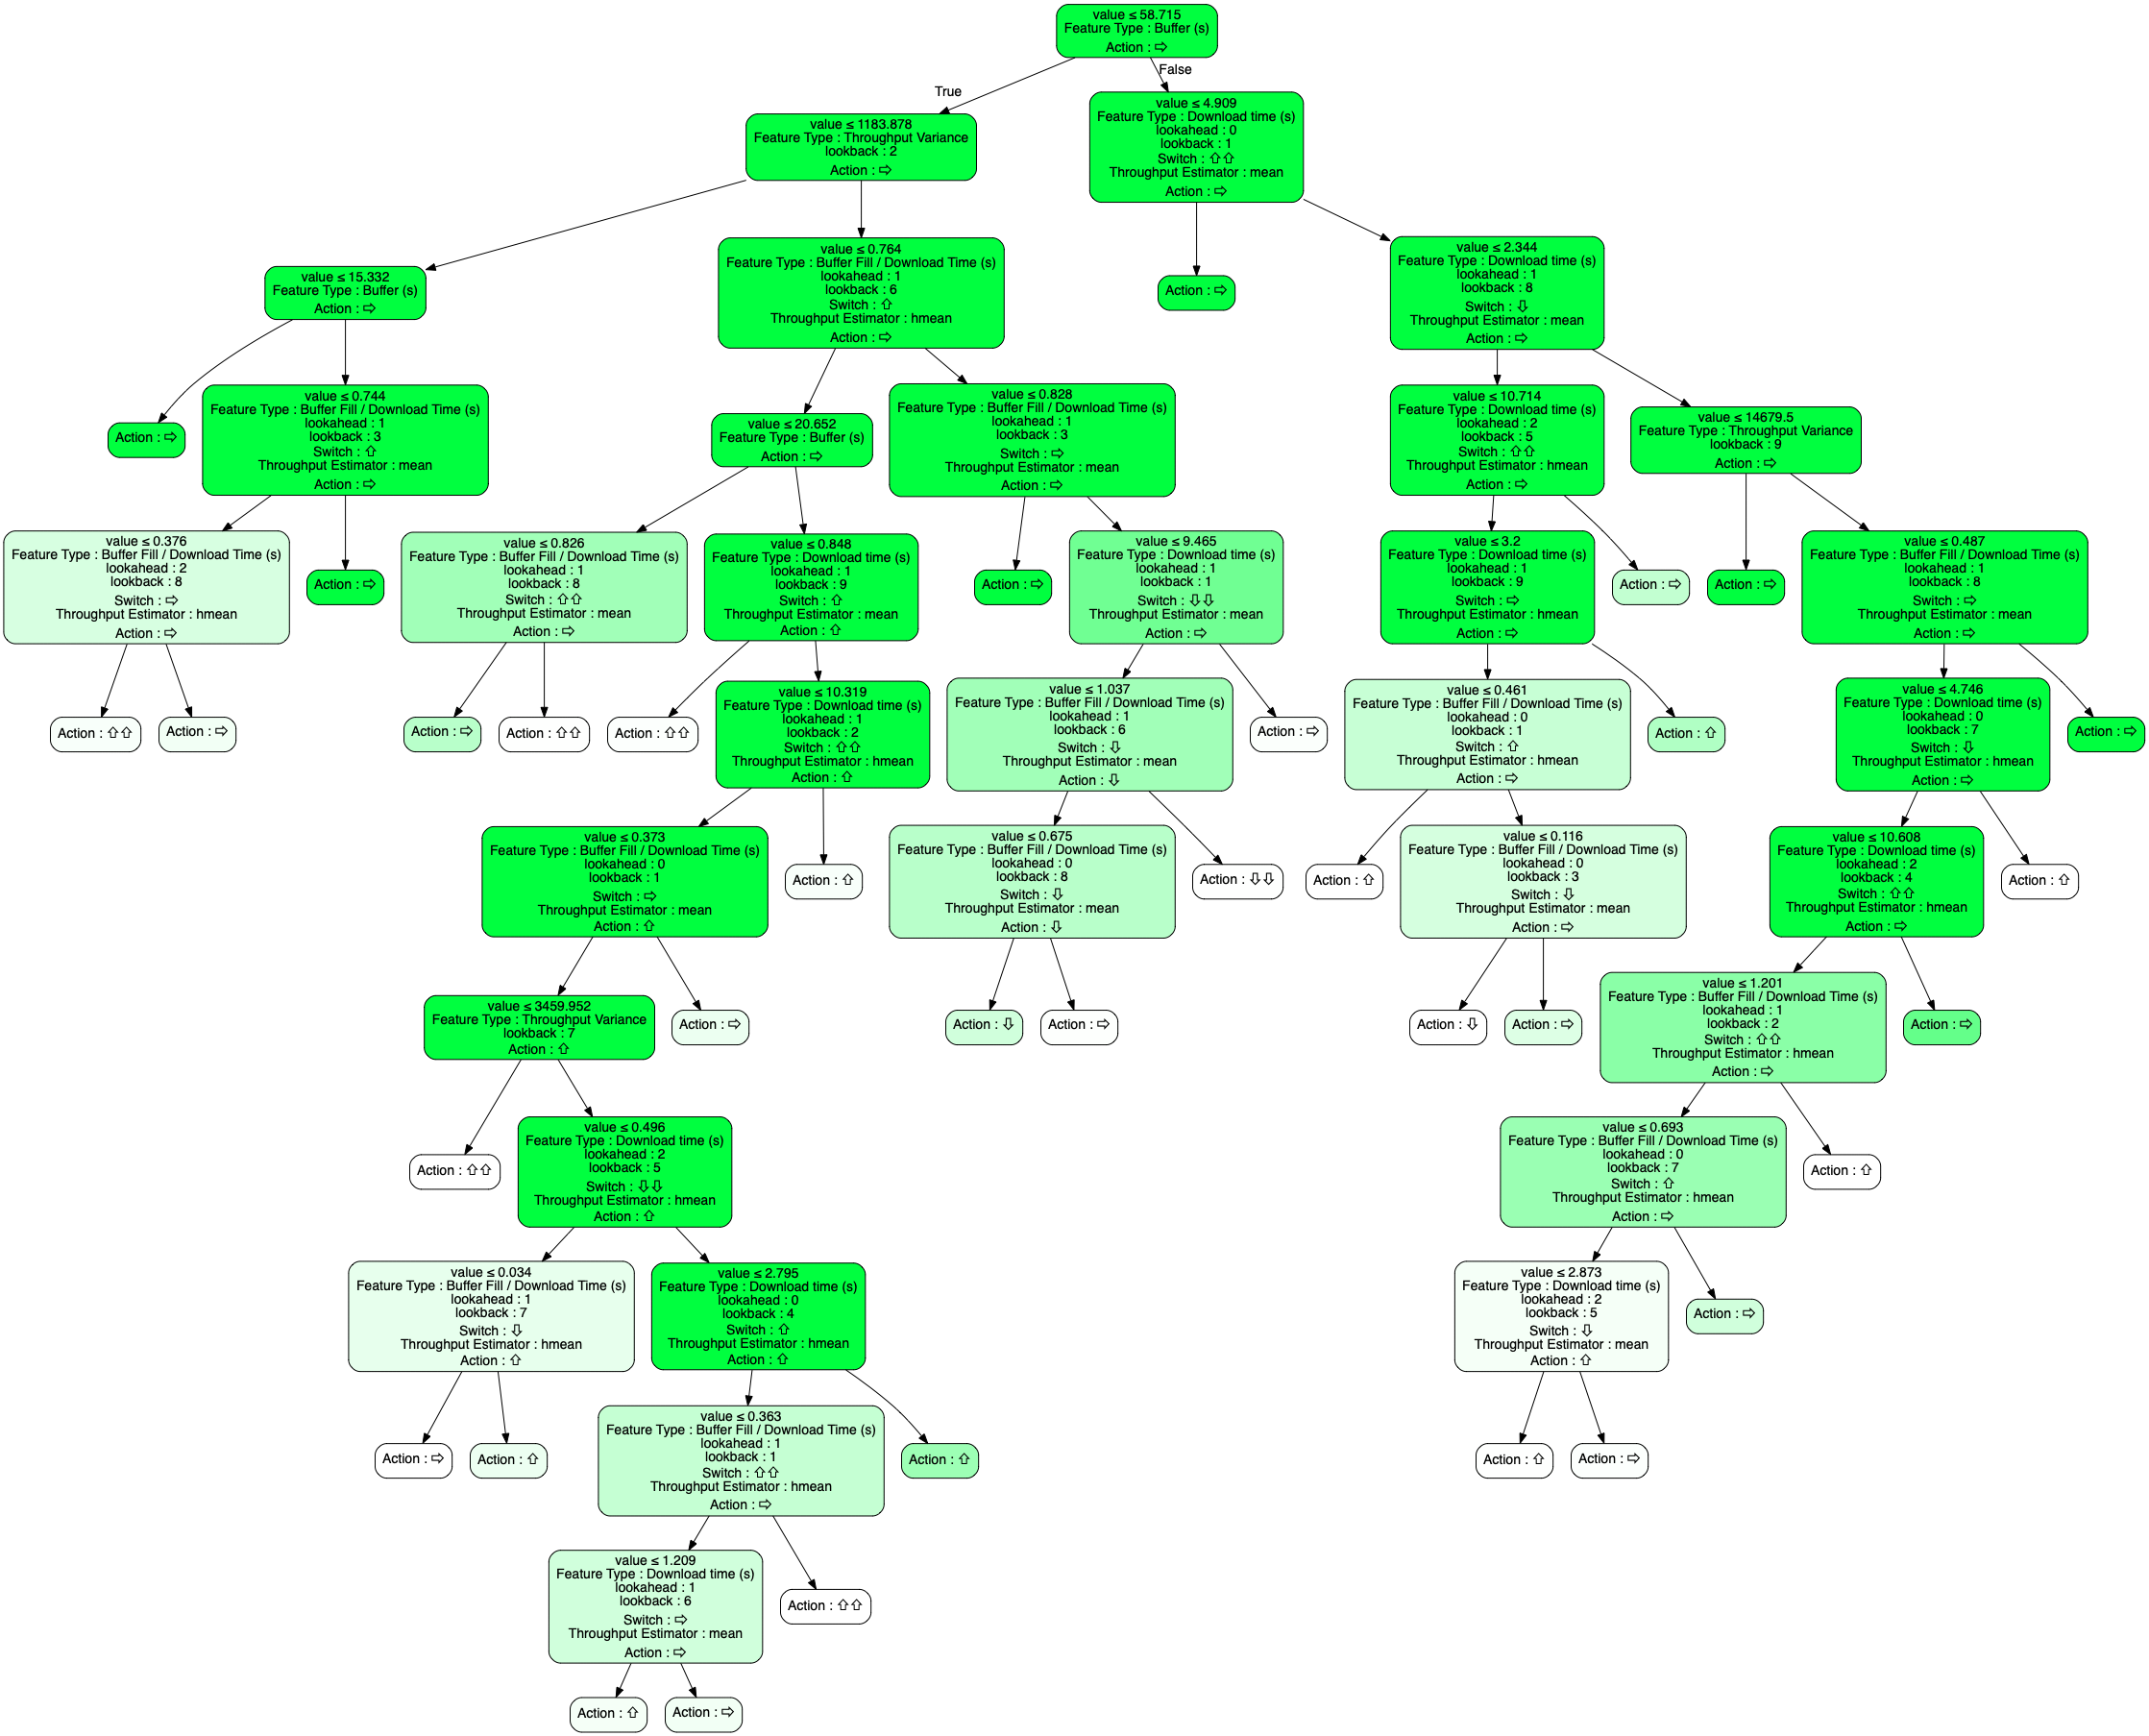 value ≤ 58.715
Feature Type : Buffer (s)
Action : ⇨
True
False
value ≤ 4.909
Feature Type : Download time (s)
lookahead : 0
lookback : 1
Switch : ⇧⇧
Throughput Estimator : mean
Action : ⇨
value ≤ 1183.878
Feature Type : Throughput Variance
lookback : 2
Action : ⇨
value ≤ 15.332
Feature Type : Buffer (s)
Action : ⇨
value ≤ 0.764
Feature Type : Buffer Fill / Download Time (s)
lookahead : 1
lookback : 6
Switch : ⇧
Throughput Estimator : hmean
Action : ⇨
Action : ⇨
value ≤ 2.344
Feature Type : Download time (s)
lookahead : 1
lookback : 8
Switch : ⇩
Throughput Estimator : mean
Action : ⇨
Action : ⇨
value ≤ 0.744
Feature Type : Buffer Fill / Download Time (s)
lookahead : 1
lookback : 3
Switch : ⇧
Throughput Estimator : mean
Action : ⇨
value ≤ 20.652
Feature Type : Buffer (s)
Action : ⇨
value ≤ 0.828
Feature Type : Buffer Fill / Download Time (s)
lookahead : 1
lookback : 3
Switch : ⇨
Throughput Estimator : mean
Action : ⇨
value ≤ 10.714
Feature Type : Download time (s)
lookahead : 2
lookback : 5
Switch : ⇧⇧
Throughput Estimator : hmean
Action : ⇨
value ≤ 14679.5
Feature Type : Throughput Variance
lookback : 9
Action : ⇨
value ≤ 0.376
Feature Type : Buffer Fill / Download Time (s)
lookahead : 2
lookback : 8
Switch : ⇨
Throughput Estimator : hmean
Action : ⇨
Action : ⇨
value ≤ 0.826
Feature Type : Buffer Fill / Download Time (s)
lookahead : 1
lookback : 8
Switch : ⇧⇧
Throughput Estimator : mean
Action : ⇨
value ≤ 0.848
Feature Type : Download time (s)
lookahead : 1
lookback : 9
Switch : ⇧
Throughput Estimator : mean
Action : ⇧
Action : ⇨
value ≤ 9.465
Feature Type : Download time (s)
lookahead : 1
lookback : 1
Switch : ⇩⇩
Throughput Estimator : mean
Action : ⇨
value ≤ 3.2
Feature Type : Download time (s)
lookahead : 1
lookback : 9
Switch : ⇨
Throughput Estimator : hmean
Action : ⇨
Action : ⇨
Action : ⇨
value ≤ 0.487
Feature Type : Buffer Fill / Download Time (s)
lookahead : 1
lookback : 8
Switch : ⇨
Throughput Estimator : mean
Action : ⇨
Action : ⇧⇧
Action : ⇨
Action : ⇨
Action : ⇧⇧
Action : ⇧⇧
value ≤ 10.319
Feature Type : Download time (s)
lookahead : 1
lookback : 2
Switch : ⇧⇧
Throughput Estimator : hmean
Action : ⇧
value ≤ 1.037
Feature Type : Buffer Fill / Download Time (s)
lookahead : 1
lookback : 6
Switch : ⇩
Throughput Estimator : mean
Action : ⇩
Action : ⇨
value ≤ 0.461
Feature Type : Buffer Fill / Download Time (s)
lookahead : 0
lookback : 1
Switch : ⇧
Throughput Estimator : hmean
Action : ⇨
Action : ⇧
value ≤ 4.746
Feature Type : Download time (s)
lookahead : 0
lookback : 7
Switch : ⇩
Throughput Estimator : hmean
Action : ⇨
Action : ⇨
value ≤ 0.373
Feature Type : Buffer Fill / Download Time (s)
lookahead : 0
lookback : 1
Switch : ⇨
Throughput Estimator : mean
Action : ⇧
Action : ⇧
value ≤ 0.675
Feature Type : Buffer Fill / Download Time (s)
lookahead : 0
lookback : 8
Switch : ⇩
Throughput Estimator : mean
Action : ⇩
Action : ⇩⇩
Action : ⇧
value ≤ 0.116
Feature Type : Buffer Fill / Download Time (s)
lookahead : 0
lookback : 3
Switch : ⇩
Throughput Estimator : mean
Action : ⇨
value ≤ 10.608
Feature Type : Download time (s)
lookahead : 2
lookback : 4
Switch : ⇧⇧
Throughput Estimator : hmean
Action : ⇨
Action : ⇧
value ≤ 3459.952
Feature Type : Throughput Variance
lookback : 7
Action : ⇧
Action : ⇨
Action : ⇩
Action : ⇨
Action : ⇩
Action : ⇨
value ≤ 1.201
Feature Type : Buffer Fill / Download Time (s)
lookahead : 1
lookback : 2
Switch : ⇧⇧
Throughput Estimator : hmean
Action : ⇨
Action : ⇨
Action : ⇧⇧
value ≤ 0.496
Feature Type : Download time (s)
lookahead : 2
lookback : 5
Switch : ⇩⇩
Throughput Estimator : hmean
Action : ⇧
value ≤ 0.693
Feature Type : Buffer Fill / Download Time (s)
lookahead : 0
lookback : 7
Switch : ⇧
Throughput Estimator : hmean
Action : ⇨
Action : ⇧
value ≤ 0.034
Feature Type : Buffer Fill / Download Time (s)
lookahead : 1
lookback : 7
Switch : ⇩
Throughput Estimator : hmean
Action : ⇧
value ≤ 2.795
Feature Type : Download time (s)
lookahead : 0
lookback : 4
Switch : ⇧
Throughput Estimator : hmean
Action : ⇧
value ≤ 2.873
Feature Type : Download time (s)
lookahead : 2
lookback : 5
Switch : ⇩
Throughput Estimator : mean
Action : ⇧
Action : ⇨
Action : ⇨
Action : ⇧
value ≤ 0.363
Feature Type : Buffer Fill / Download Time (s)
lookahead : 1
lookback : 1
Switch : ⇧⇧
Throughput Estimator : hmean
Action : ⇨
Action : ⇧
Action : ⇧
Action : ⇨
value ≤ 1.209
Feature Type : Download time (s)
lookahead : 1
lookback : 6
Switch : ⇨
Throughput Estimator : mean
Action : ⇨
Action : ⇧⇧
Action : ⇧
Action : ⇨